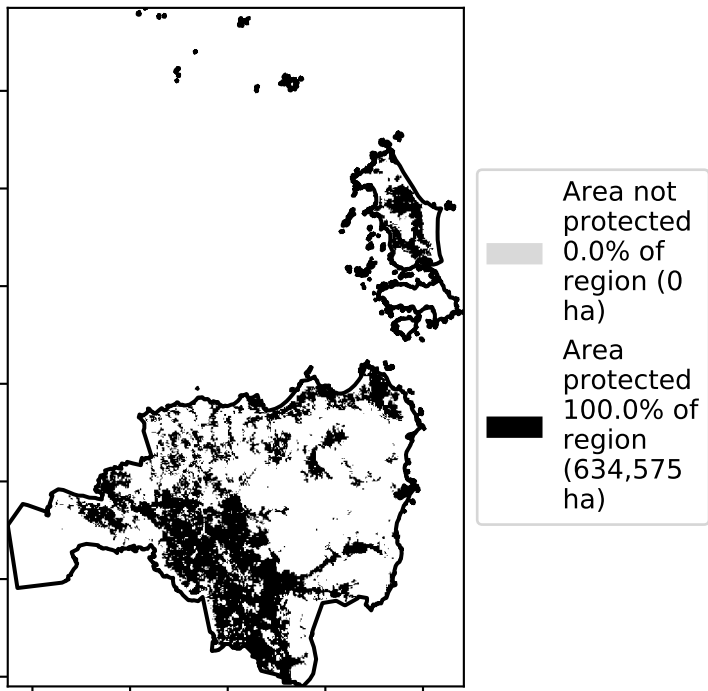 Area not
protected
0.0% of
region (0
ha)
Area
protected
100.0% of
region
(634,575
ha)